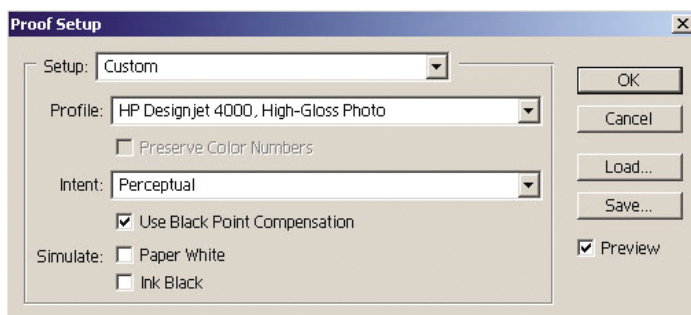 Proof Setup
Setup: Custom
OK
Profile: HP Designjet 4000, High-Gloss Photo
Cancel
Preserve Color Numbers
Load...
Intent: Perceptual
Save...
Use Black Point Compensation
Simulate: Paper White
Preview
Ink Black